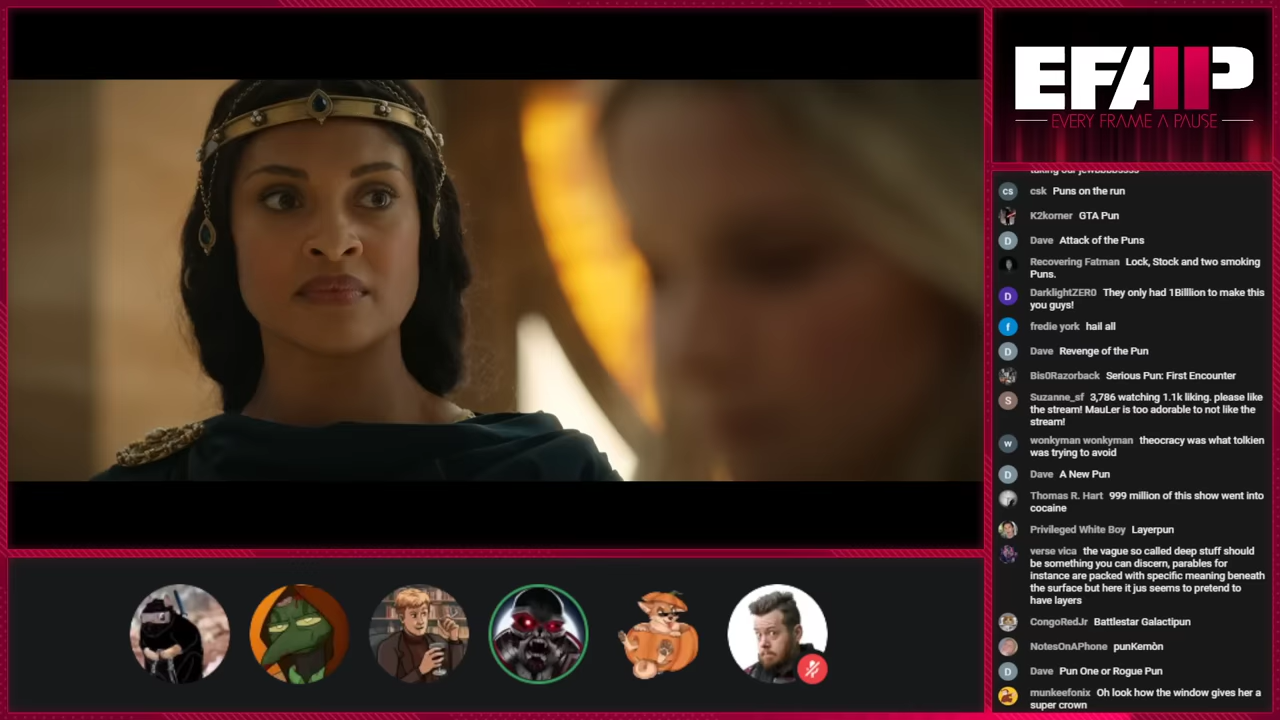 EFAP
EVERY FRAME A PAUSE
CS csk Puns on the run
K2korner GTA Pun
D Dave Attack of the Puns
Recovering Fatman Lock, Stock and two smoking
Puns.
D DarklightZER0 They only had 1Billlion to make this
you guys!
f fredie york hail all
D Dave Revenge of the Pun
Bis0Razorback Serious Pun: First Encounter
S Suzanne_sf 3,786 watching 1.1k liking. please like
the stream! MauLer is too adorable to not like the
stream!
w wonkyman wonkyman theocracy was what tolkien
was trying to avoid
D Dave A New Pun
Thomas R. Hart 999 million of this show went into
cocaine
Privileged White Boy Layerpun
verse vica the vague so called deep stuff should
be something you can discern, parables for
instance are packed with specific meaning beneath
the surface but here it jus seems to pretend to
have layers
CongoRedJr Battlestar Galactipun
NotesOnAPhone punKemòn
D Dave Pun One or Rogue Pun
munkeefonix Oh look how the window gives her a
super crown